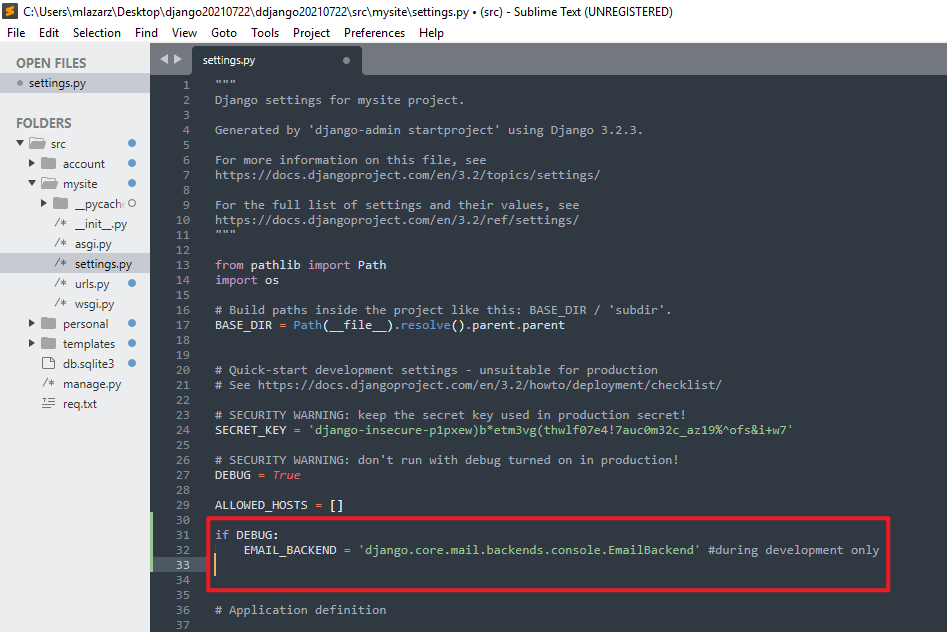 C:\Users\mlazarz\Desktop\django20210722\ddjango20210722\src\mysite\settings.py • (src) - Sublime Text (UNREGISTERED)
File Edit Selection Find View Goto Tools Project Preferences Help
OPEN FILES
settings.py
FOLDERS
src
account
mysite
__pycach
/* __init__.py
/* asgi.py
/* settings.py
/* urls.py
/* wsgi.py
personal
templates
db.sqlite3
/* manage.py
req.txt
settings.py
1 """
2 Django settings for mysite project.
3
4 Generated by 'django-admin startproject' using Django 3.2.3.
5
6 For more information on this file, see
7 https://docs.djangoproject.com/en/3.2/topics/settings/
8
9 For the full list of settings and their values, see
10 https://docs.djangoproject.com/en/3.2/ref/settings/
11 """
12
13 from pathlib import Path
14 import os
15
16 # Build paths inside the project like this: BASE_DIR / 'subdir'.
17 BASE_DIR = Path(__file__).resolve().parent.parent
18
19
20 # Quick-start development settings - unsuitable for production
21 # See https://docs.djangoproject.com/en/3.2/howto/deployment/checklist/
22
23 # SECURITY WARNING: keep the secret key used in production secret!
24 SECRET_KEY = 'django-insecure-p1pxew)b*etm3vg(thwlf07e4!7auc0m32c_az19%^ofs&i+w7'
25
26 # SECURITY WARNING: don't run with debug turned on in production!
27 DEBUG = True
28
29 ALLOWED_HOSTS = []
30
31 if DEBUG:
32 EMAIL_BACKEND = 'django.core.mail.backends.console.EmailBackend' #during development only
33
34
35
36 # Application definition
37